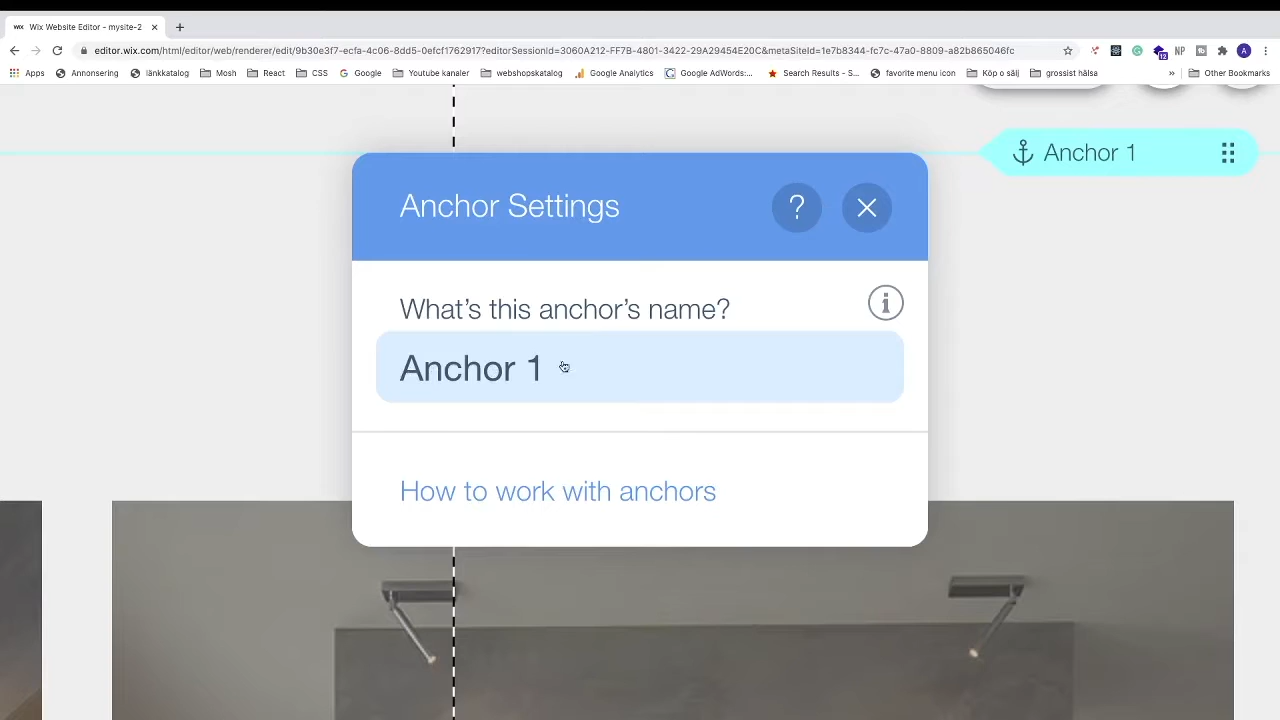 WiX Wix Website Editor - mysite-2
editor.wix.com/html/editor/web/renderer/edit/9b30e3f7-ecfa-4c06-8dd5-0efcf1762917?editorSessionId=3060A212-FF7B-4801-3422-29A29454E20C&metaSiteId=1e7b8344-fc7c-47a0-8809-a82b865046fc
12 NP A
Apps Annonsering länkkatalog Mosh React CSS Google Youtube kanaler webshopskatalog Google Analytics Google AdWords:... Search Results - S... favorite menu icon Köp o sälj grossist hälsa » Other Bookmarks
Anchor 1
Anchor Settings ?
What's this anchor's name?
Anchor 1
How to work with anchors